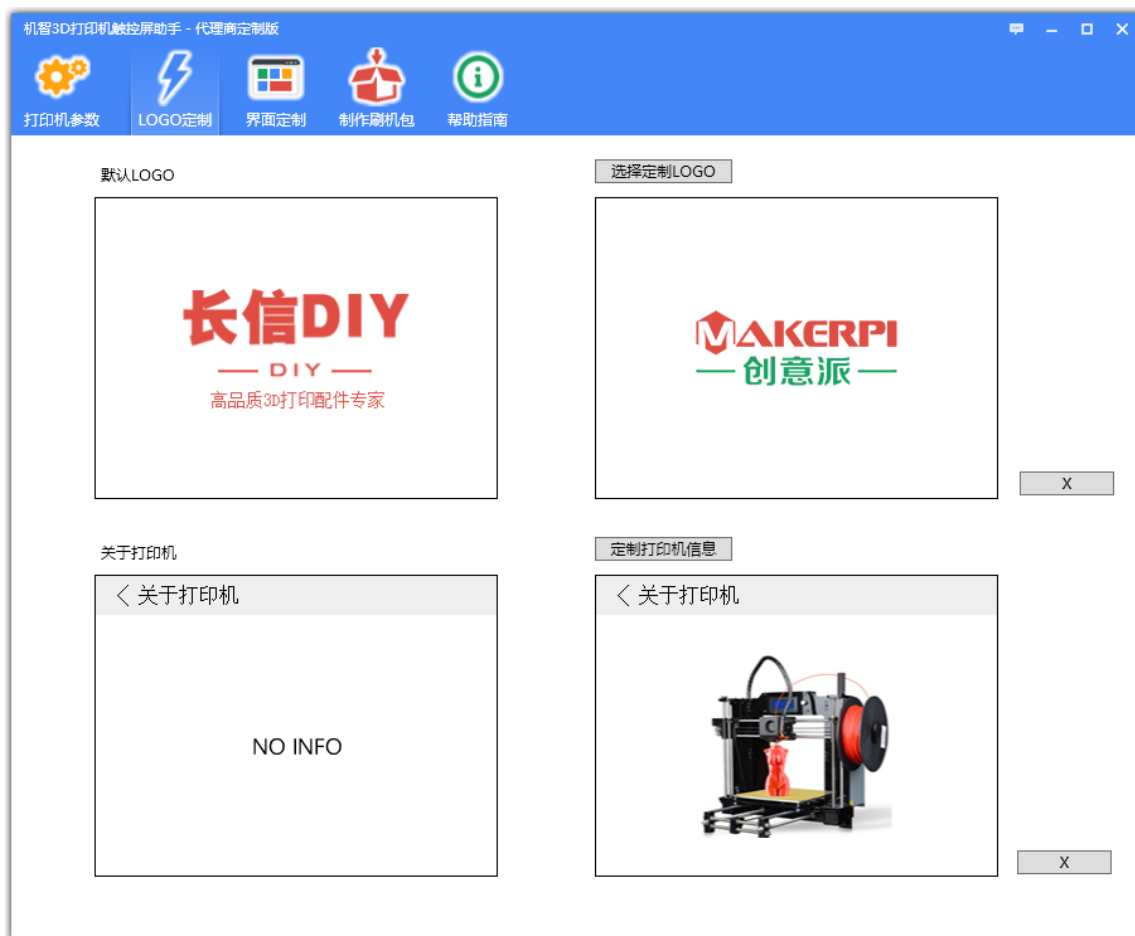 机智3D打印机触控屏助手 - 代理商定制版
打印机参数
LOGO定制
界面定制
制作刷机包
帮助指南
默认LOGO
选择定制LOGO
长信DIY
DIY
高品质3D打印配件专家
MAKERPI
创意派
X
关于打印机
定制打印机信息
关于打印机
关于打印机
NO INFO
X